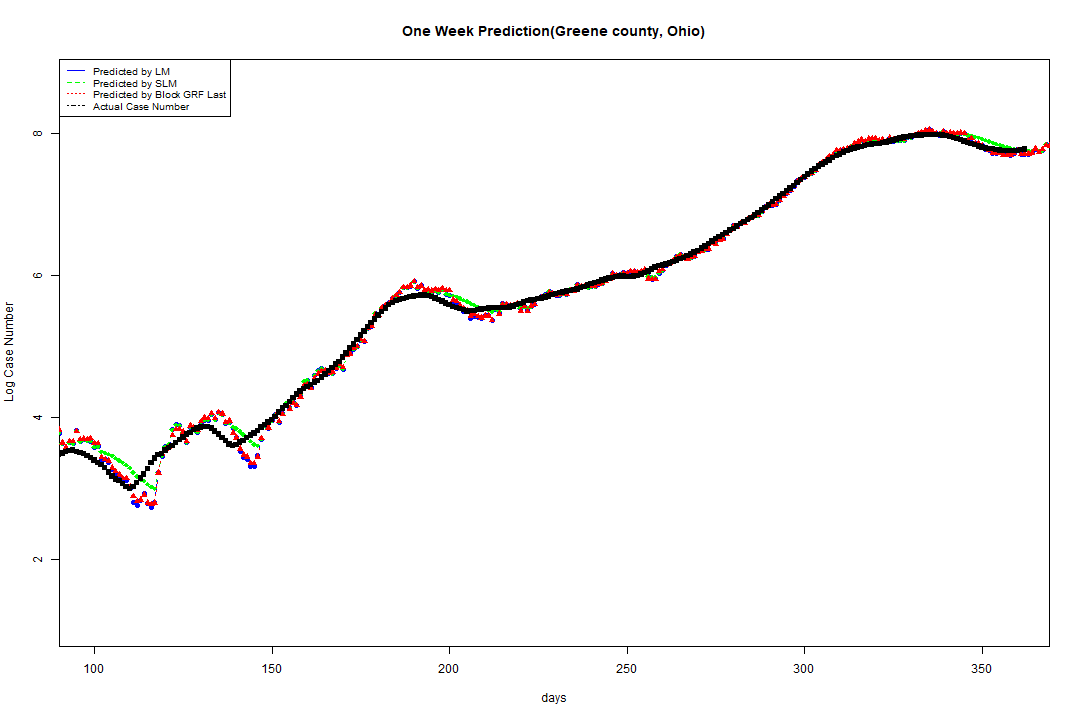 One Week Prediction(Greene county, Ohio)
Predicted by LM
Predicted by SLM
Predicted by Block GRF Last
Actual Case Number
8
6
4
2
Log Case Number
100 150 200 250 300 350
days